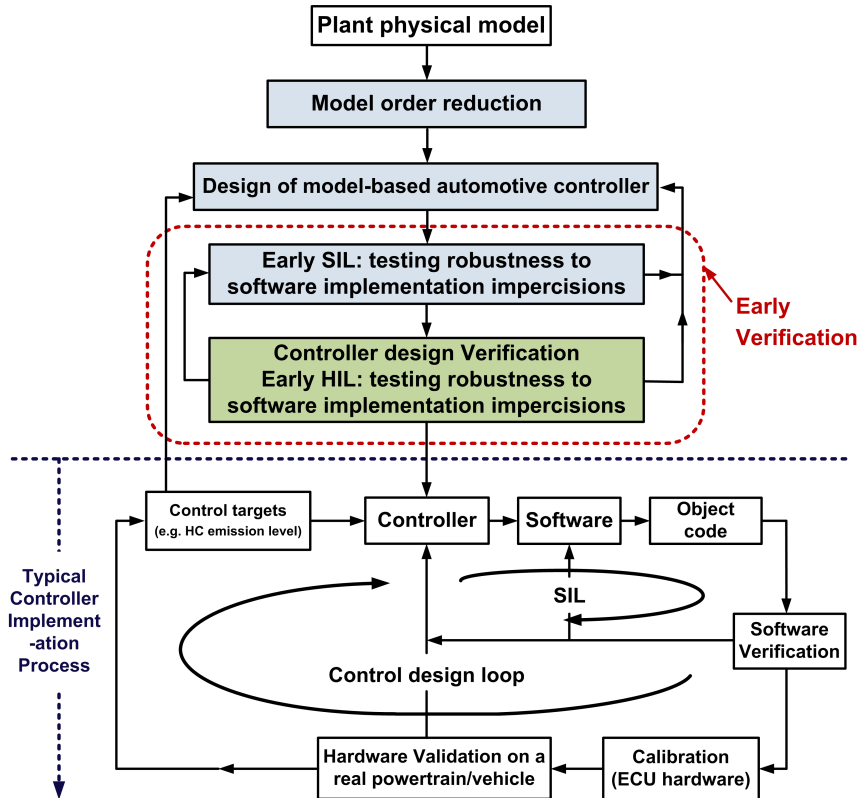 Plant physical model
Model order reduction
Design of model-based automotive controller
Early SIL: testing robustness to
software implementation impercisions
Early
Verification
Controller design Verification
Early HIL: testing robustness to
software implementation impercisions
Control targets
(e.g. HC emission level)
Controller
Software
Object
code
Typical
Controller
Implement
-ation
Process
SIL
Software
Verification
Control design loop
Hardware Validation on a
real powertrain/vehicle
Calibration
(ECU hardware)